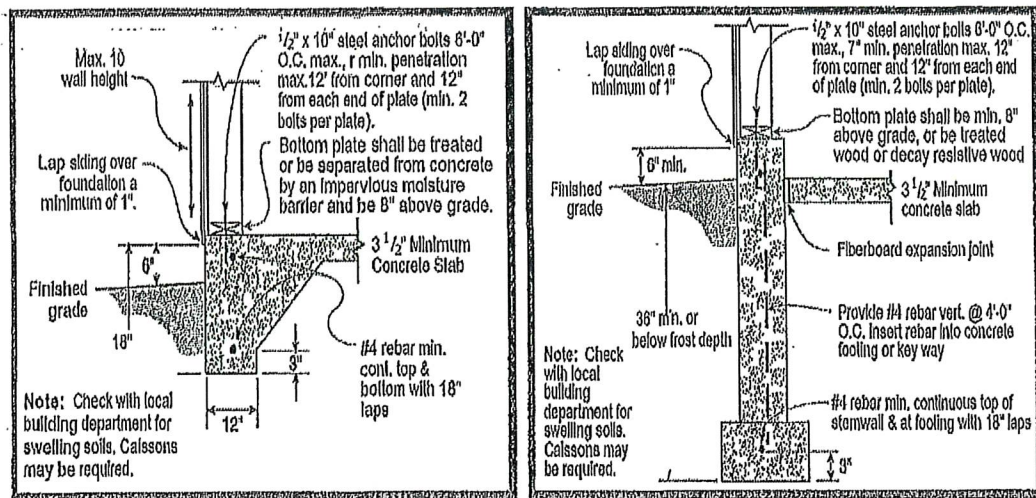 1/2" x 10" steel anchor bolts 6'-0"
O.C. max., r min. penetration
max.12' from corner and 12"
from each end of plate (min. 2
bolts per plate).
Max. 10
wall height
Bottom plate shall be treated
or be separated from concrete
by an impervious moisture
barrier and be 8" above grade.
Lap siding over
foundation a
minimum of 1".
3 1/2" Minimum
Concrete Slab
6"
Finished
grade
18"
#4 rebar min.
cont. top &
bottom with 18"
laps
3"
12"
Note: Check with local
building department for
swelling soils. Caissons
may be required.
1/2" x 10" steel anchor bolts 6'-0" O.C.
max., 7" min. penetration max. 12"
from corner and 12" from each end
of plate (min. 2 bolts per plate).
Lap siding over
foundation a
minimum of 1"
Bottom plate shall be min. 8"
above grade, or be treated
wood or decay resistive wood
6" min.
Finished
grade
3 1/2" Minimum
concrete slab
Fiberboard expansion joint
36" min. or
below frost depth
Provide #4 rebar vert. @ 4'-0"
O.C. Insert rebar into concrete
footing or key way
Note: Check
with local
building
department for
swelling soils.
Caissons may
be required.
#4 rebar min. continuous top of
stemwall & at footing with 18" laps
3"